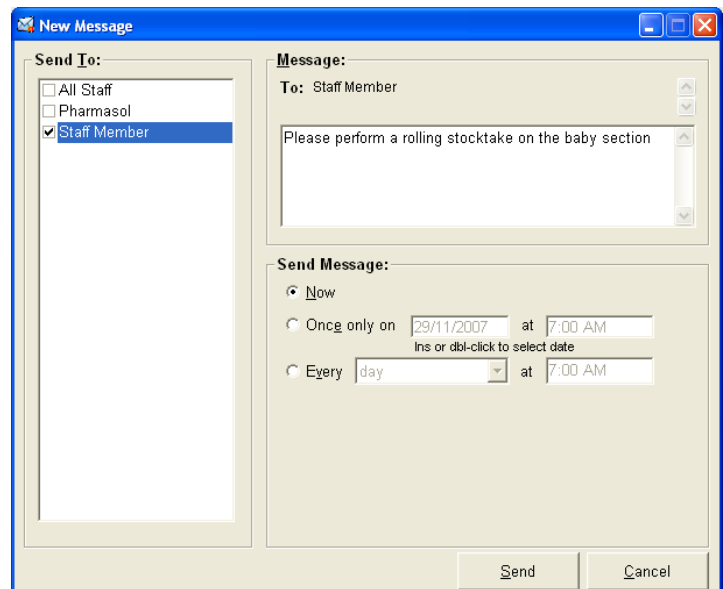 New Message
Send To:
All Staff
Pharmasol
Staff Member
Message:
To: Staff Member
Please perform a rolling stocktake on the baby section
Send Message:
Now
Once only on 29/11/2007 at 7:00 AM
Ins or dbl-click to select date
Every day at 7:00 AM
Send Cancel